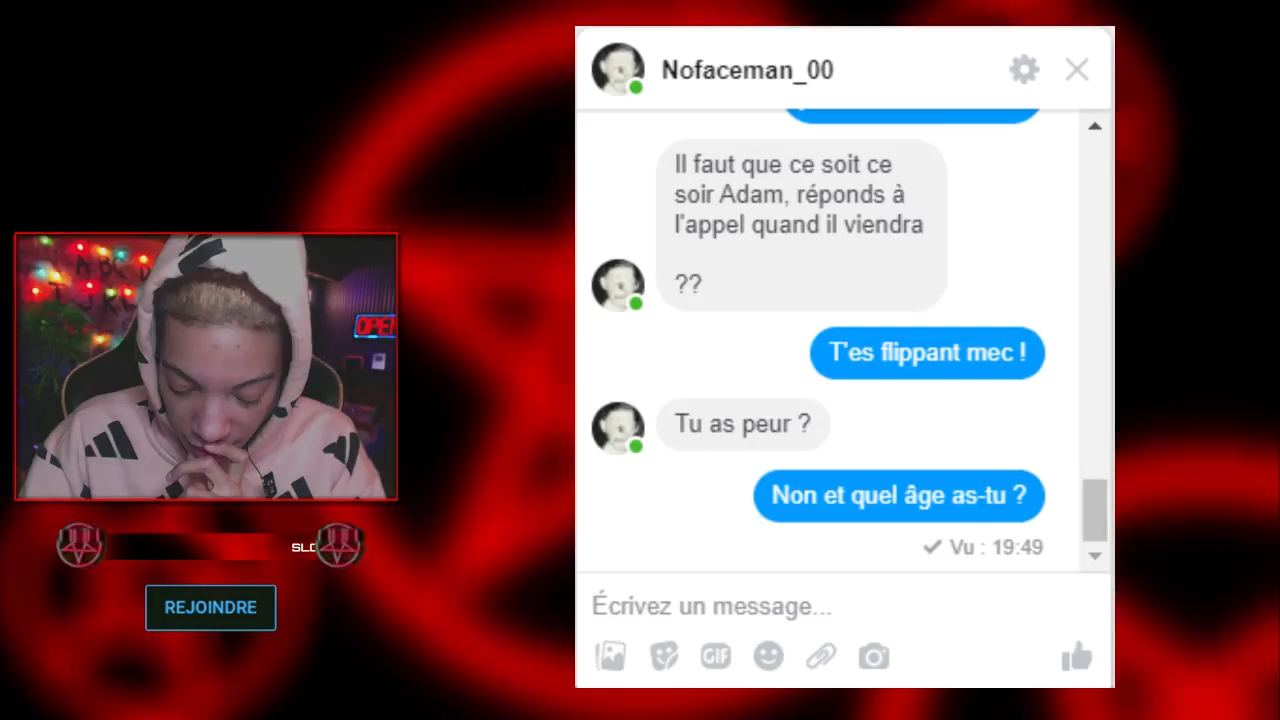 Nofaceman_00
Il faut que ce soit ce
soir Adam, réponds à
l'appel quand il viendra
??
T'es flippant mec !
Tu as peur ?
Non et quel âge as-tu ?
Vu : 19:49
Écrivez un message...
GIF
OPEN
SLC
REJOINDRE